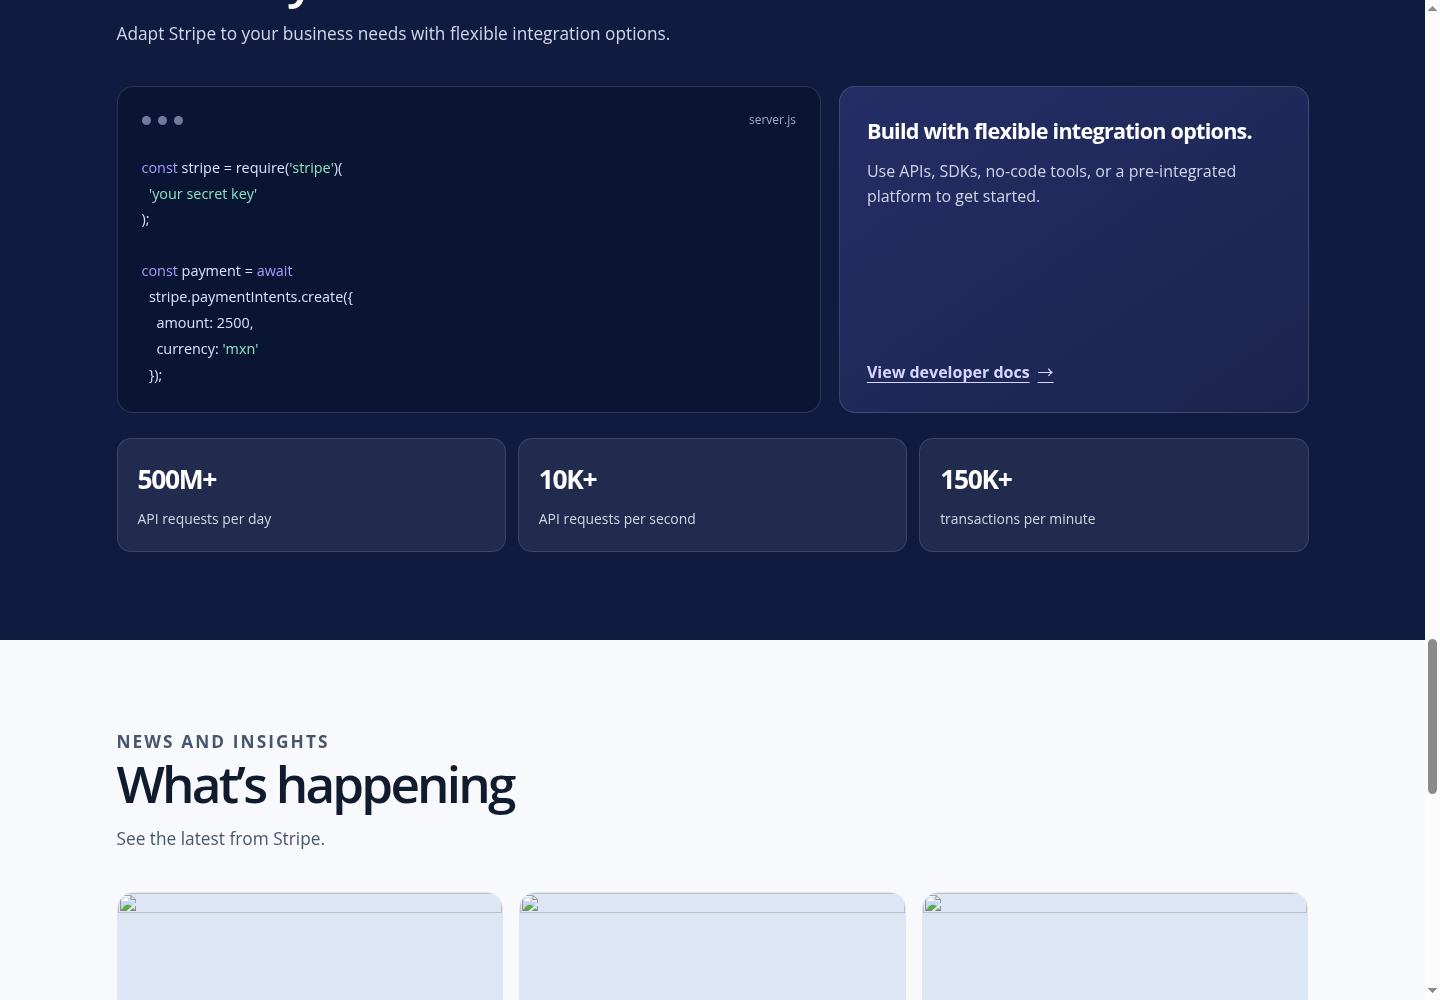 Adapt Stripe to your business needs with flexible integration options.
server.js
const stripe = require('stripe')(
'your secret key'
);
const payment = await
stripe.paymentIntents.create({
amount: 2500,
currency: 'mxn'
});
Build with flexible integration options.
Use APIs, SDKs, no-code tools, or a pre-integrated
platform to get started.
View developer docs →
500M+
API requests per day
10K+
API requests per second
150K+
transactions per minute
NEWS AND INSIGHTS
What’s happening
See the latest from Stripe.